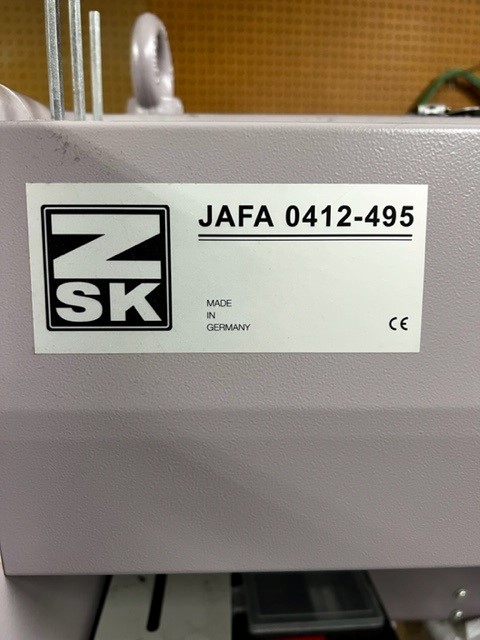 Z
SK
JAFA 0412-495
MADE
IN
GERMANY
CE